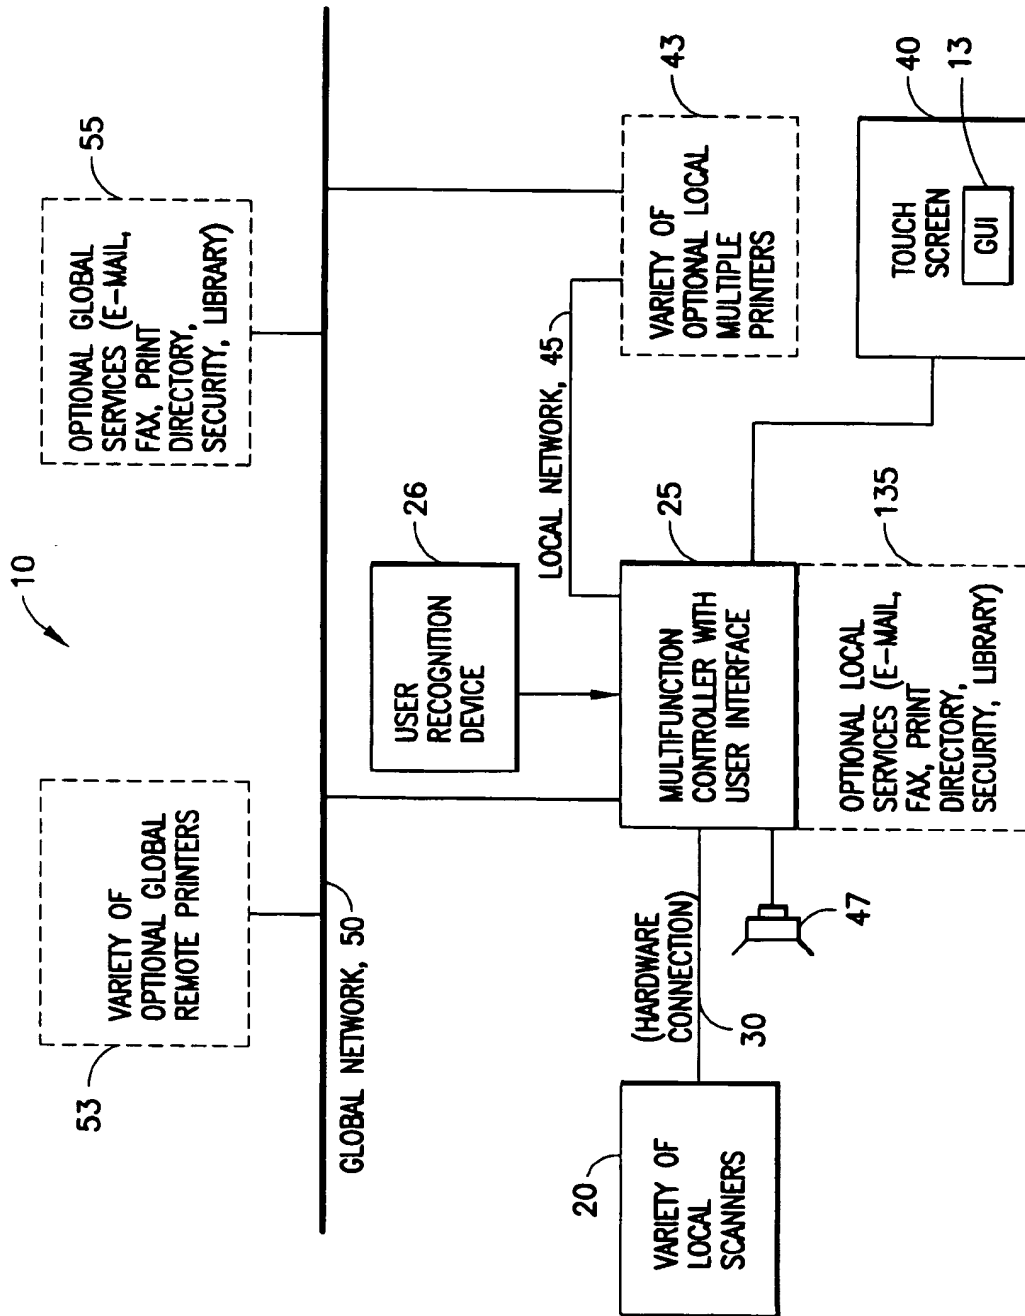 10
53
VARIETY OF
OPTIONAL GLOBAL
REMOTE PRINTERS
OPTIONAL GLOBAL
SERVICES (E-MAIL,
FAX, PRINT
DIRECTORY,
SECURITY, LIBRARY)
55
GLOBAL NETWORK, 50
USER
RECOGNITION
DEVICE
26
LOCAL NETWORK, 45
VARIETY OF
OPTIONAL LOCAL
MULTIPLE
PRINTERS
43
20
VARIETY OF
LOCAL
SCANNERS
(HARDWARE
CONNECTION)
30
MULTIFUNCTION
CONTROLLER WITH
USER INTERFACE
25
47
OPTIONAL LOCAL
SERVICES (E-MAIL,
FAX, PRINT
DIRECTORY,
SECURITY, LIBRARY)
135
TOUCH
SCREEN
GUI
40
13